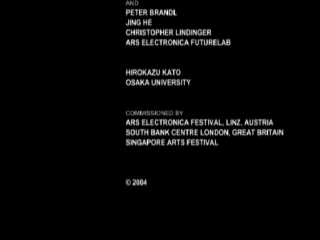 AND
PETER BRANDL
JING HE
CHRISTOPHER LINDINGER
ARS ELECTRONICA FUTURELAB
HIROKAZU KATO
OSAKA UNIVERSITY
COMMISSIONED BY
ARS ELECTRONICA FESTIVAL, LINZ, AUSTRIA
SOUTH BANK CENTRE LONDON, GREAT BRITAIN
SINGAPORE ARTS FESTIVAL
© 2004